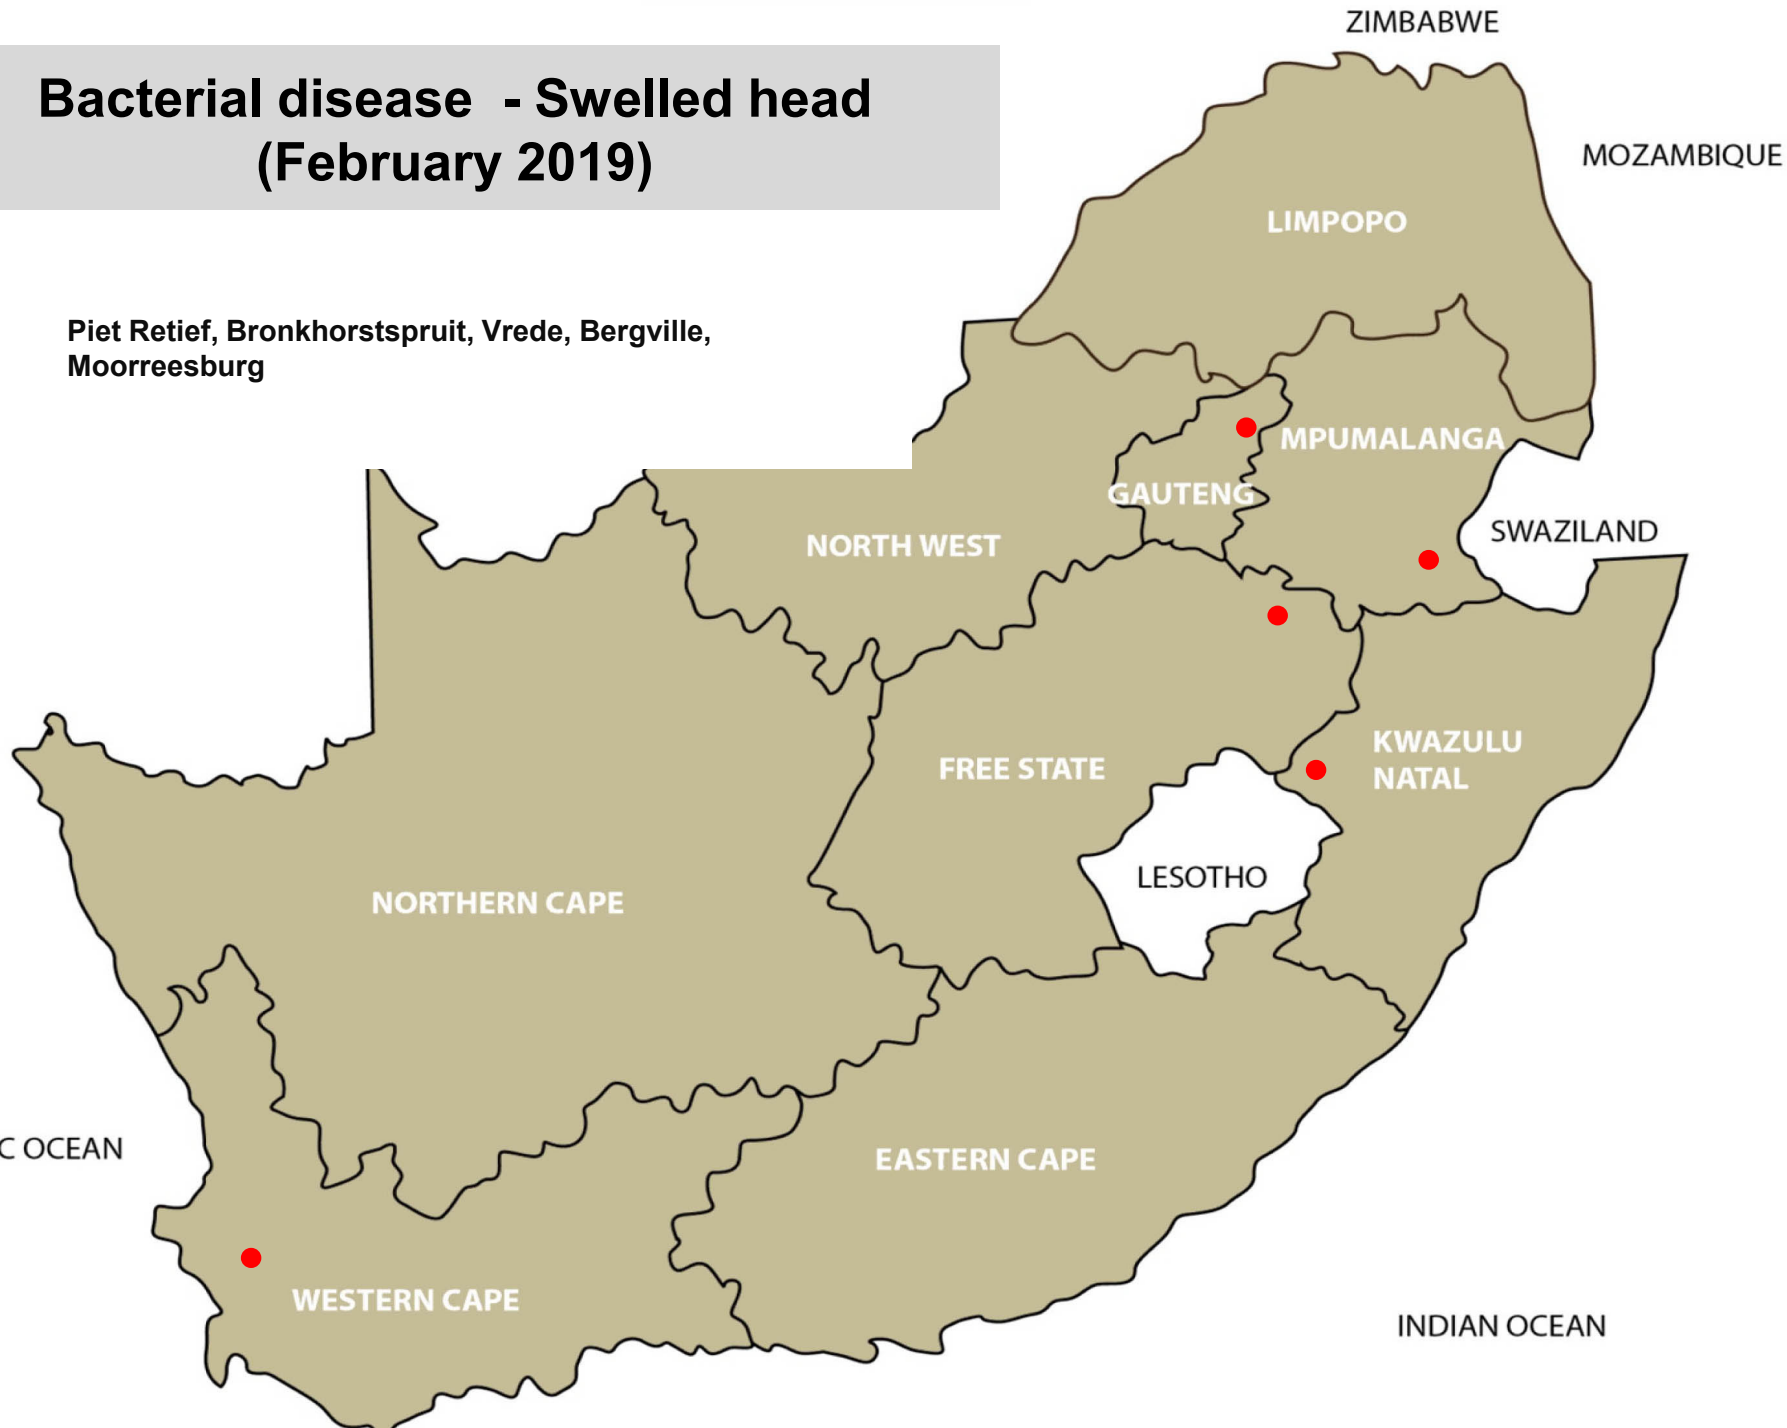 ZIMBABWE
Bacterial disease - Swelled head
(February 2019)
MOZAMBIQUE
LIMPOPO
Piet Retief, Bronkhorstspruit, Vrede, Bergville,
Moorreesburg
MPUMALANGA
GAUTENG
SWAZILAND
NORTH WEST
KWAZULU
NATAL
FREE STATE
LESOTHO
NORTHERN CAPE
C OCEAN
EASTERN CAPE
WESTERN CAPE
INDIAN OCEAN